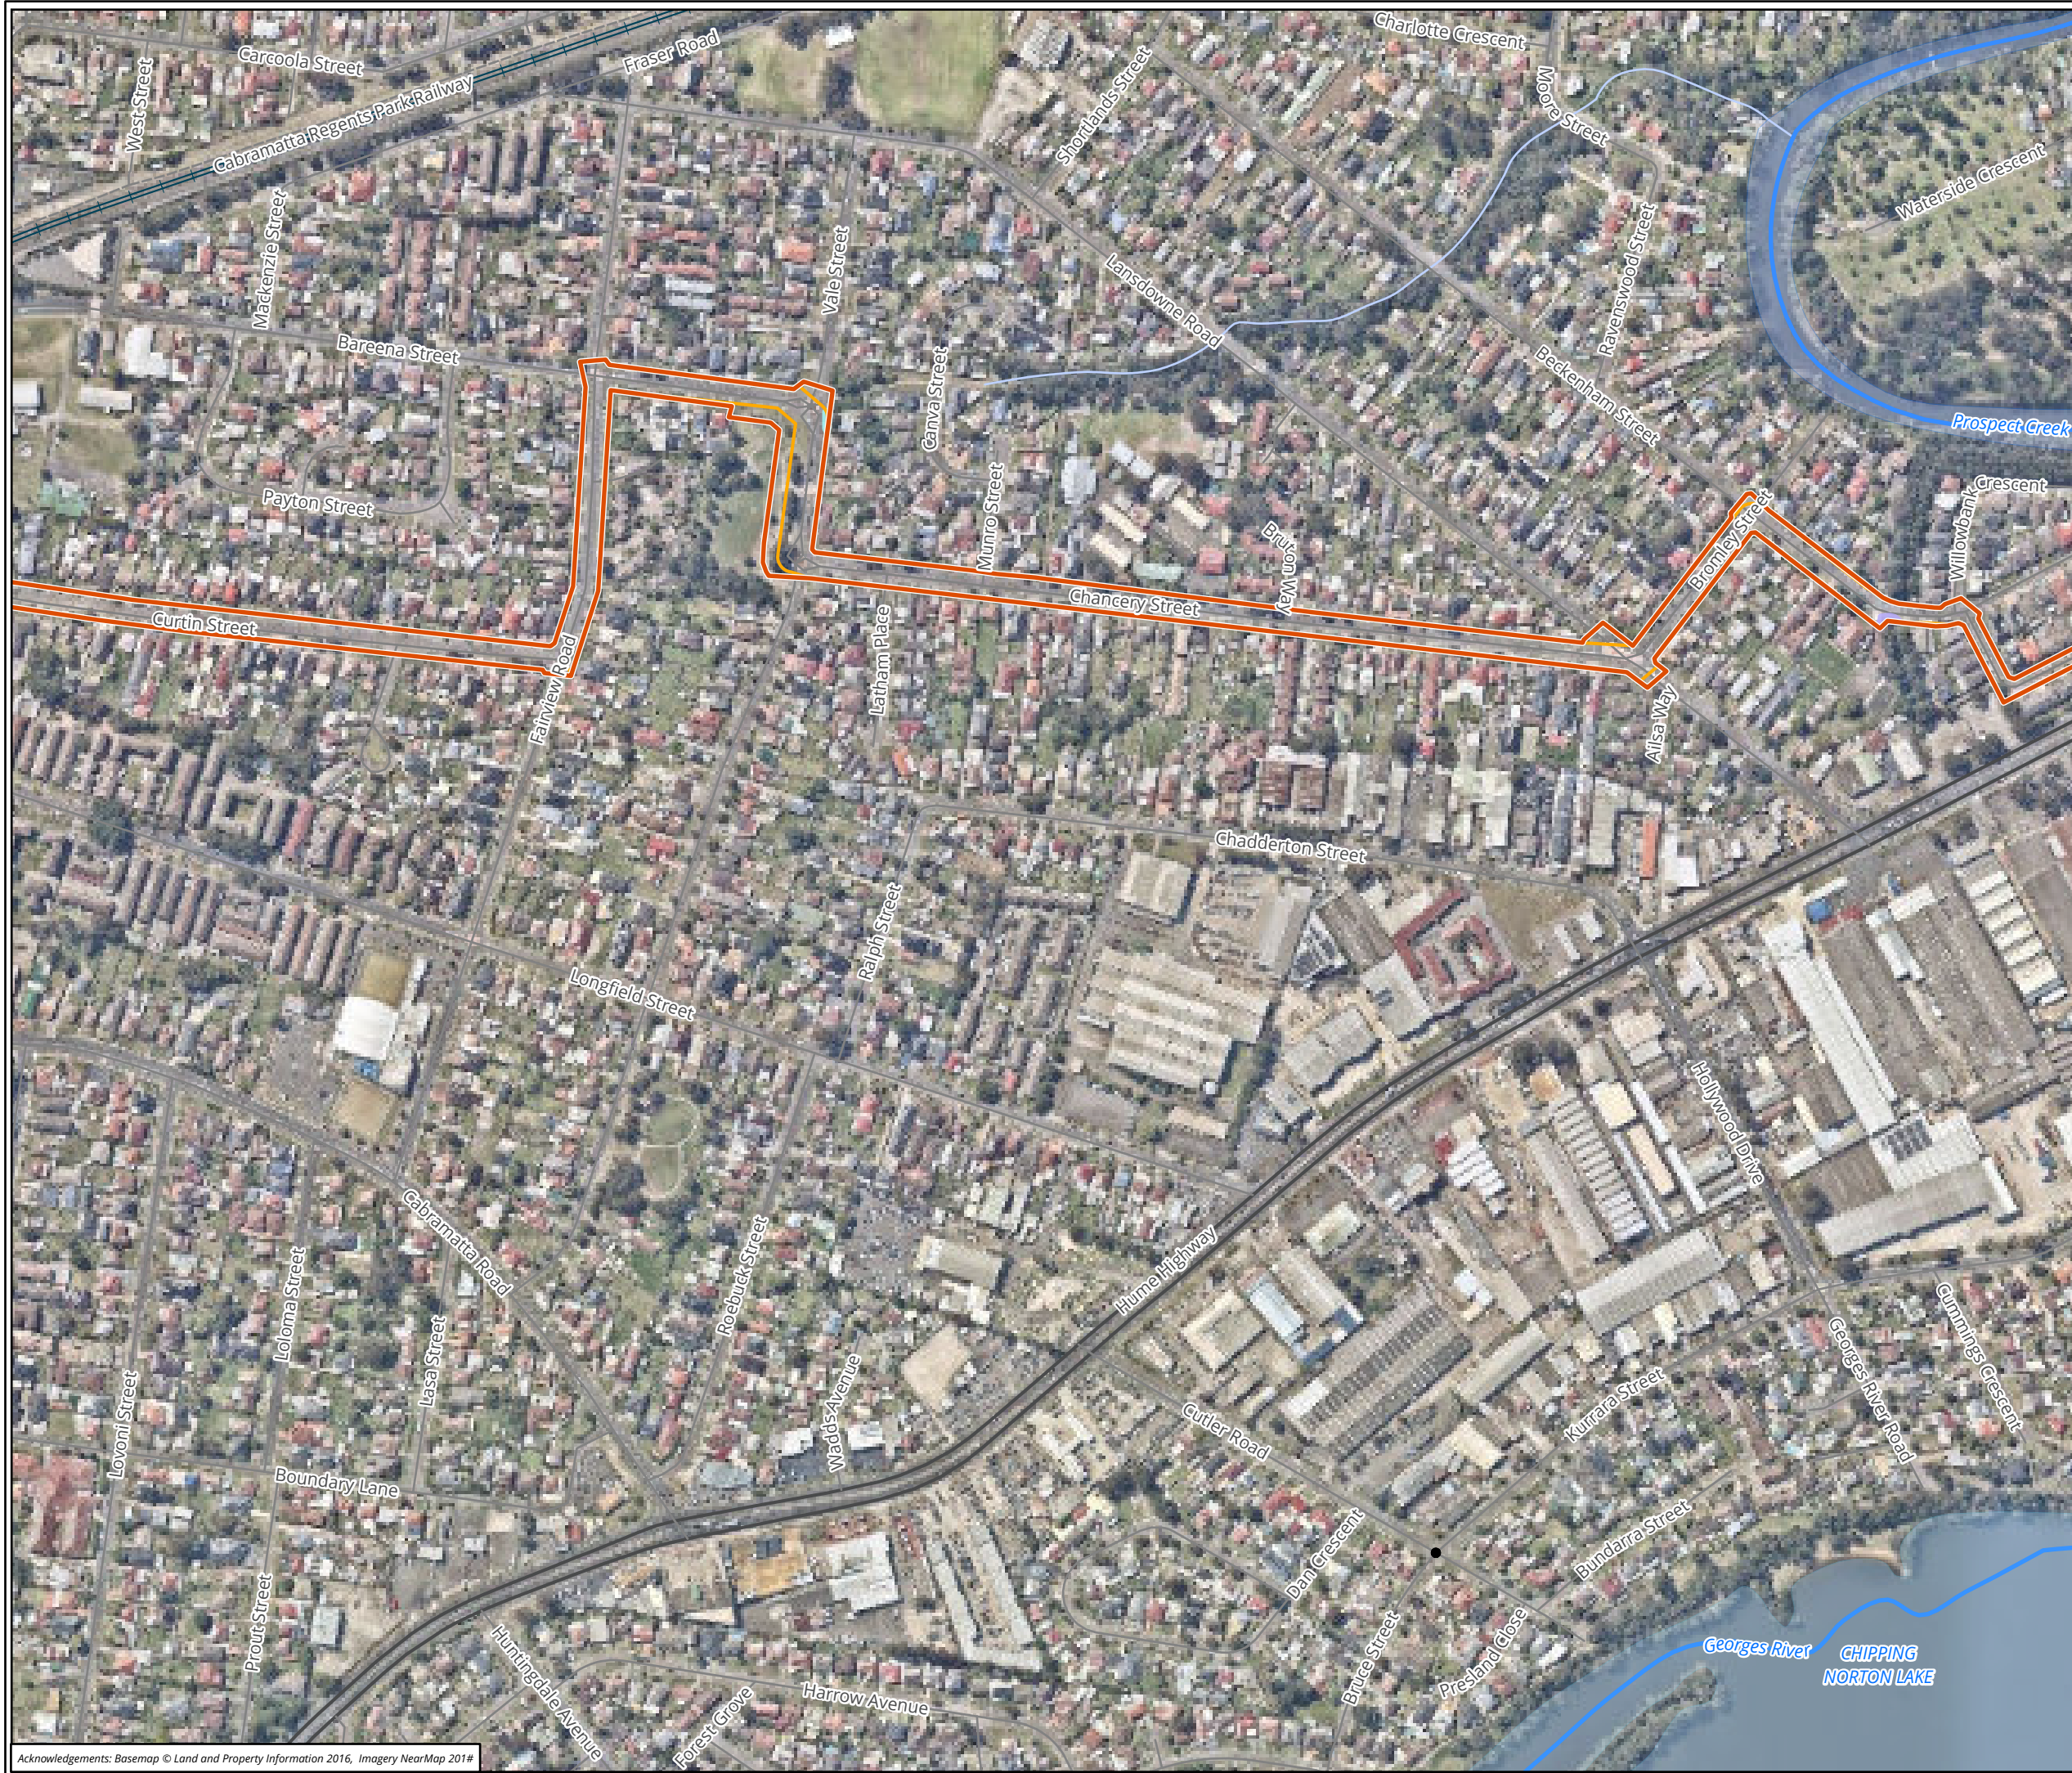 Charlotte Crescent
Carcoola Street
Fraser Road
West Street
Cabramatta Regents Park Railway
Shortlands Street
Moore Street
Waterside Crescent
Mackenzie Street
Vale Street
Lansdowne Road
Ravenswood Street
Bareena Street
Canva Street
Beckenham Street
Prospect Creek
Payton Street
Munro Street
Crescent
Willowbank
Bromley Street
Bruton Way
Chancery Street
Curtin Street
Latham Place
Fairview Road
Ailsa Way
Chadderton Street
Ralph Street
Longfield Street
Hollywood Drive
Cabramatta Road
Roebuck Street
Hume Highway
Loloma Street
Lasa Street
Cummings Crescent
Georges River Road
Lovoni Street
Wadds Avenue
Kurrara Street
Cutler Road
Boundary Lane
Dan Crescent
Bundarra Street
Prout Street
Huntingdale Avenue
Bruce Street
Presland Close
Georges River
CHIPPING
NORTON LAKE
Harrow Avenue
Forest Grove
Acknowledgements: Basemap © Land and Property Information 2016, Imagery NearMap 201#